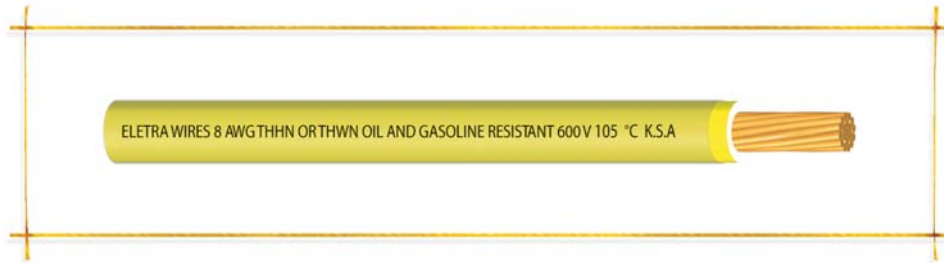 ELETRA WIRES 8 AWG THHN OR THWN OIL AND GASOLINE RESISTANT 600 V 105 °C K.S.A